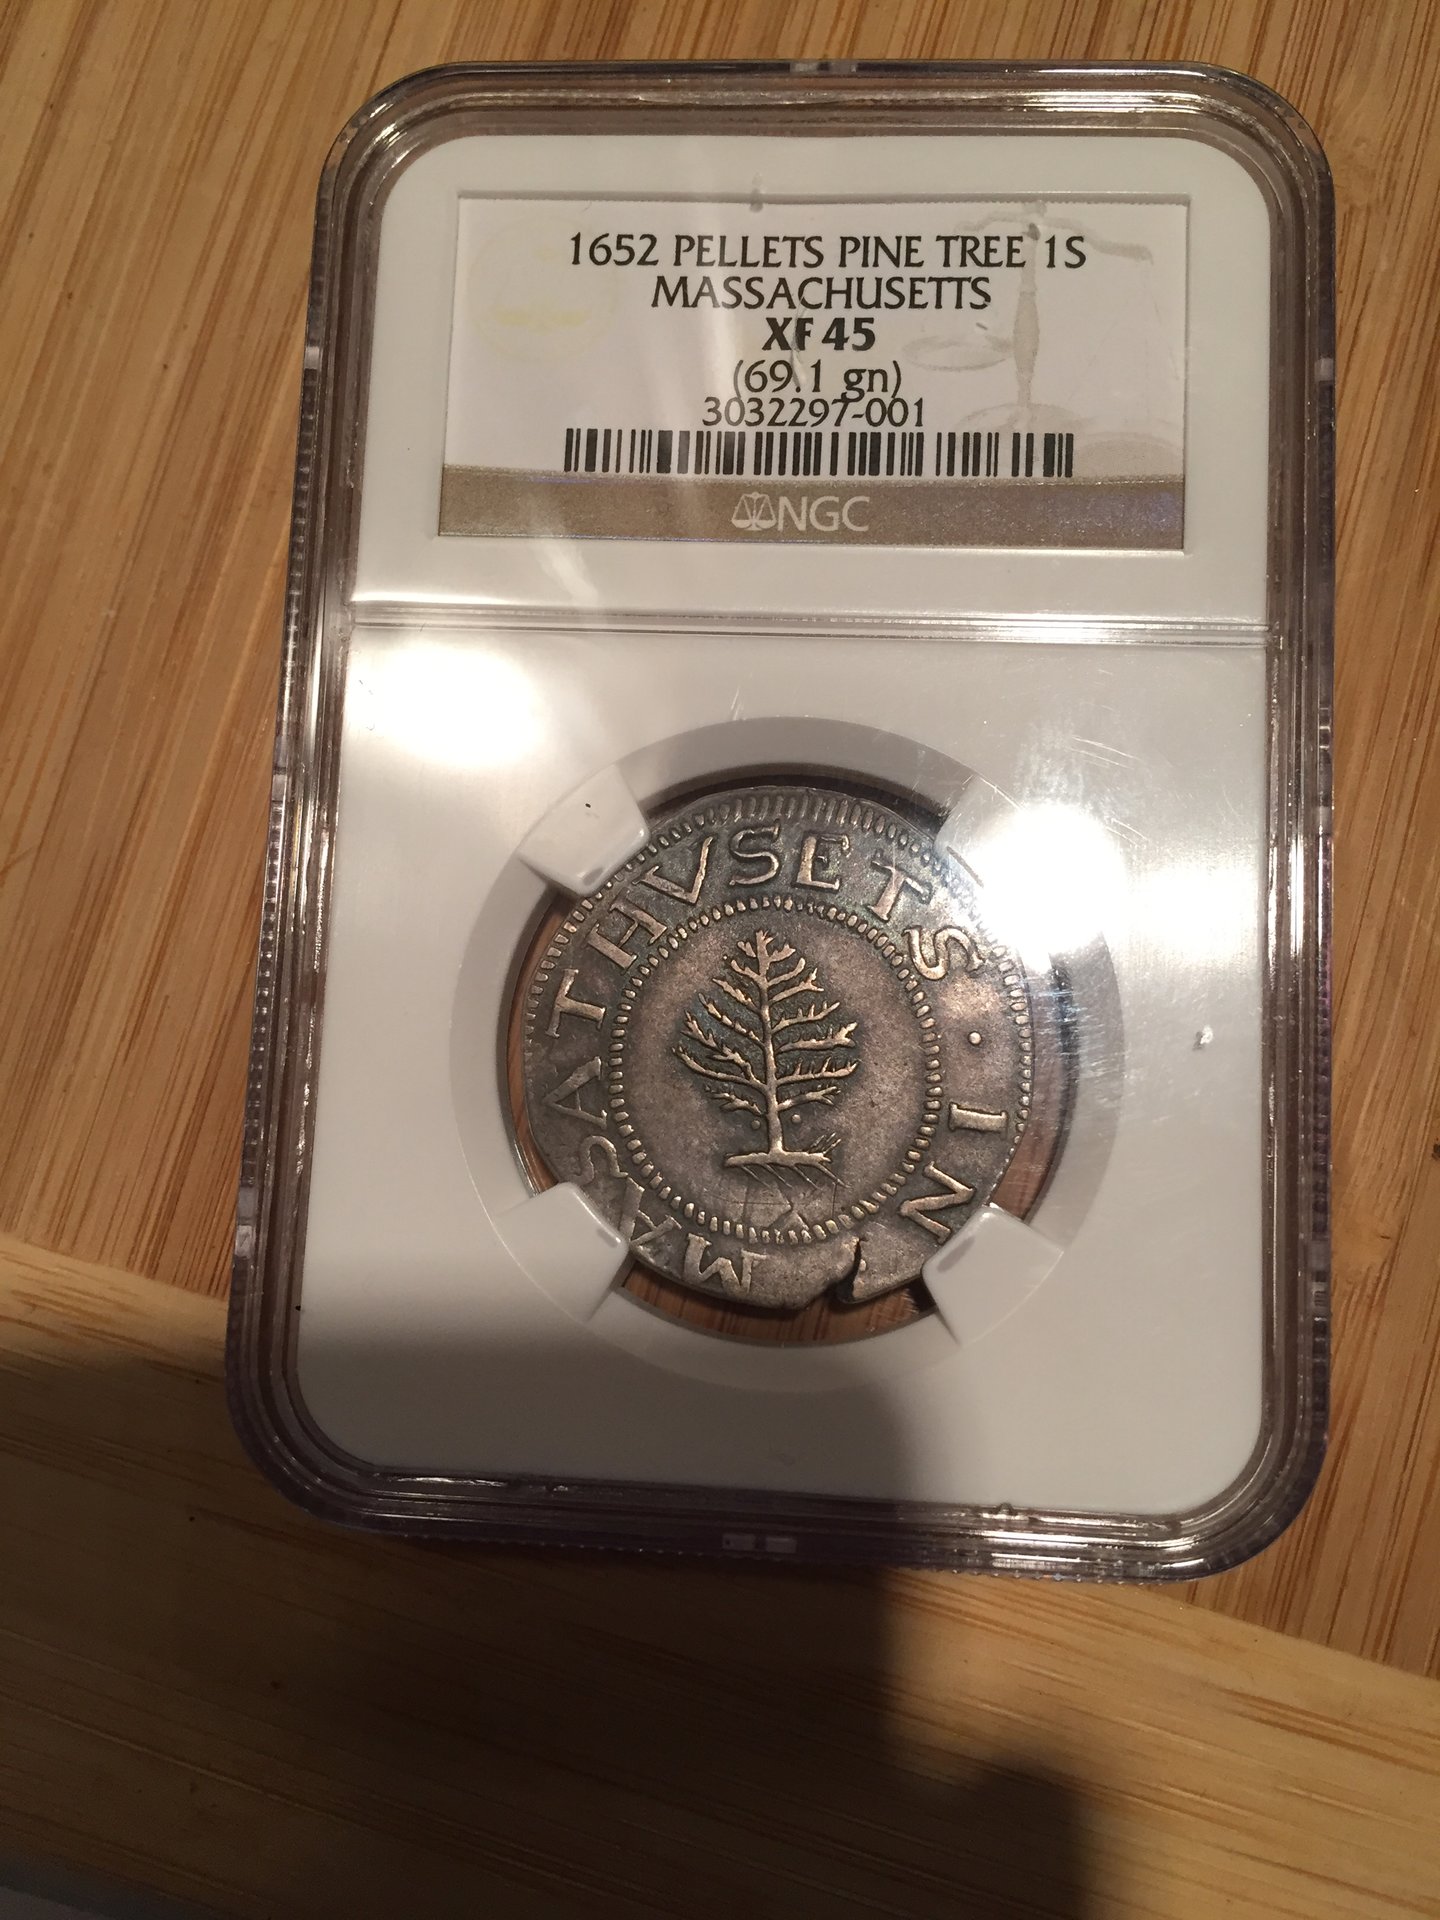 1652 PELLETS PINE TREE 1S
MASSACHUSETTS
XF 45
(69.1 gn)
3032297-001
NGC
MASATHVSETS · IN